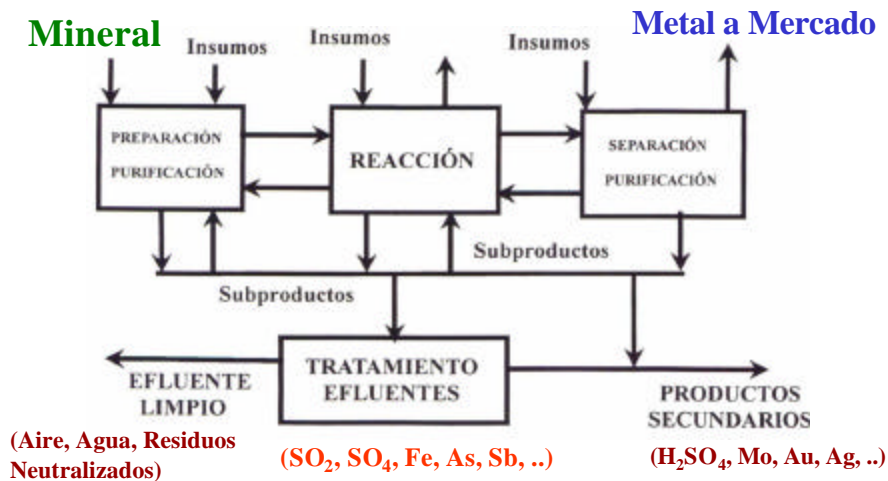 Mineral
Insumos
Insumos
Insumos
Metal a Mercado
PREPARACIÓN
PURIFICACIÓN
REACCIÓN
SEPARACIÓN
PURIFICACIÓN
Subproductos
Subproductos
TRATAMIENTO
EFLUENTES
EFLUENTE
LIMPIO
PRODUCTOS
SECUNDARIOS
(Aire, Agua, Residuos
Neutralizados)
(SO₂, SO₄, Fe, As, Sb, ..)
(H₂SO₄, Mo, Au, Ag, ..)